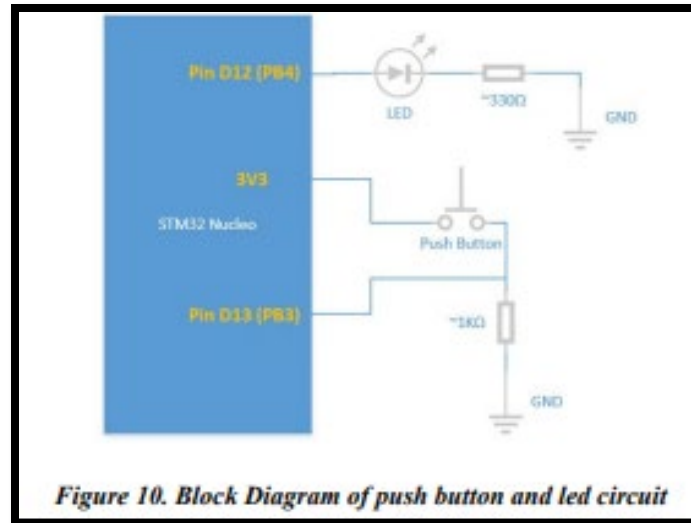 Pin D12 (PB4)
LED
~330Ω
GND
3V3
STM32 Nucleo
Push Button
Pin D13 (PB3)
~1KΩ
GND
Figure 10. Block Diagram of push button and led circuit